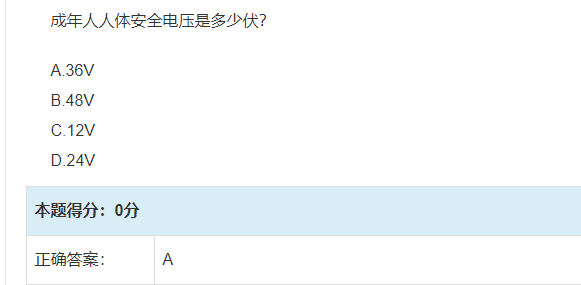 成年人人体安全电压是多少伏？
A.36V
B.48V
C.12V
D.24V
本题得分：0分
正确答案： A